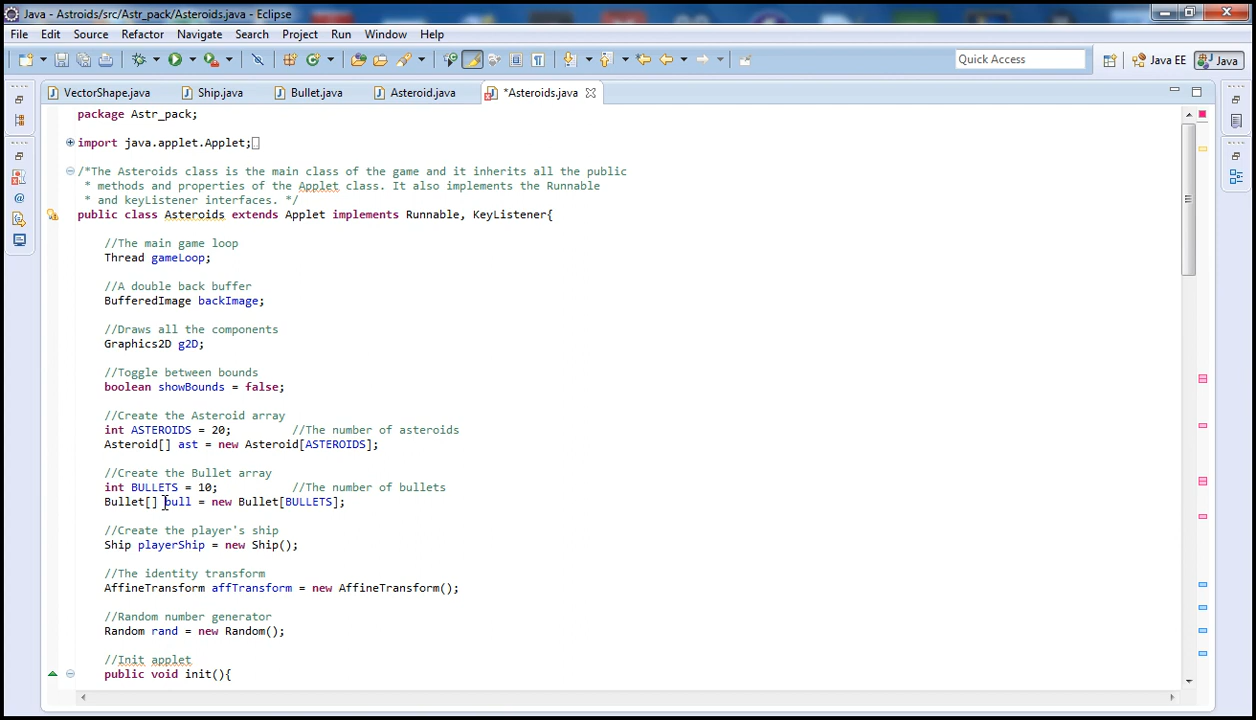 Java - Astroids/src/Astr_pack/Asteroids.java - Eclipse
File Edit Source Refactor Navigate Search Project Run Window Help
Quick Access Java EE Java
VectorShape.java Ship.java Bullet.java Asteroid.java *Asteroids.java
package Astr_pack;
import java.applet.Applet;
/*The Asteroids class is the main class of the game and it inherits all the public
* methods and properties of the Applet class. It also implements the Runnable
* and keyListener interfaces. */
public class Asteroids extends Applet implements Runnable, KeyListener{
//The main game loop
Thread gameLoop;
//A double back buffer
BufferedImage backImage;
//Draws all the components
Graphics2D g2D;
//Toggle between bounds
boolean showBounds = false;
//Create the Asteroid array
int ASTEROIDS = 20; //The number of asteroids
Asteroid[] ast = new Asteroid[ASTEROIDS];
//Create the Bullet array
int BULLETS = 10; //The number of bullets
Bullet[] bull = new Bullet[BULLETS];
//Create the player's ship
Ship playerShip = new Ship();
//The identity transform
AffineTransform affTransform = new AffineTransform();
//Random number generator
Random rand = new Random();
//Init applet
public void init(){